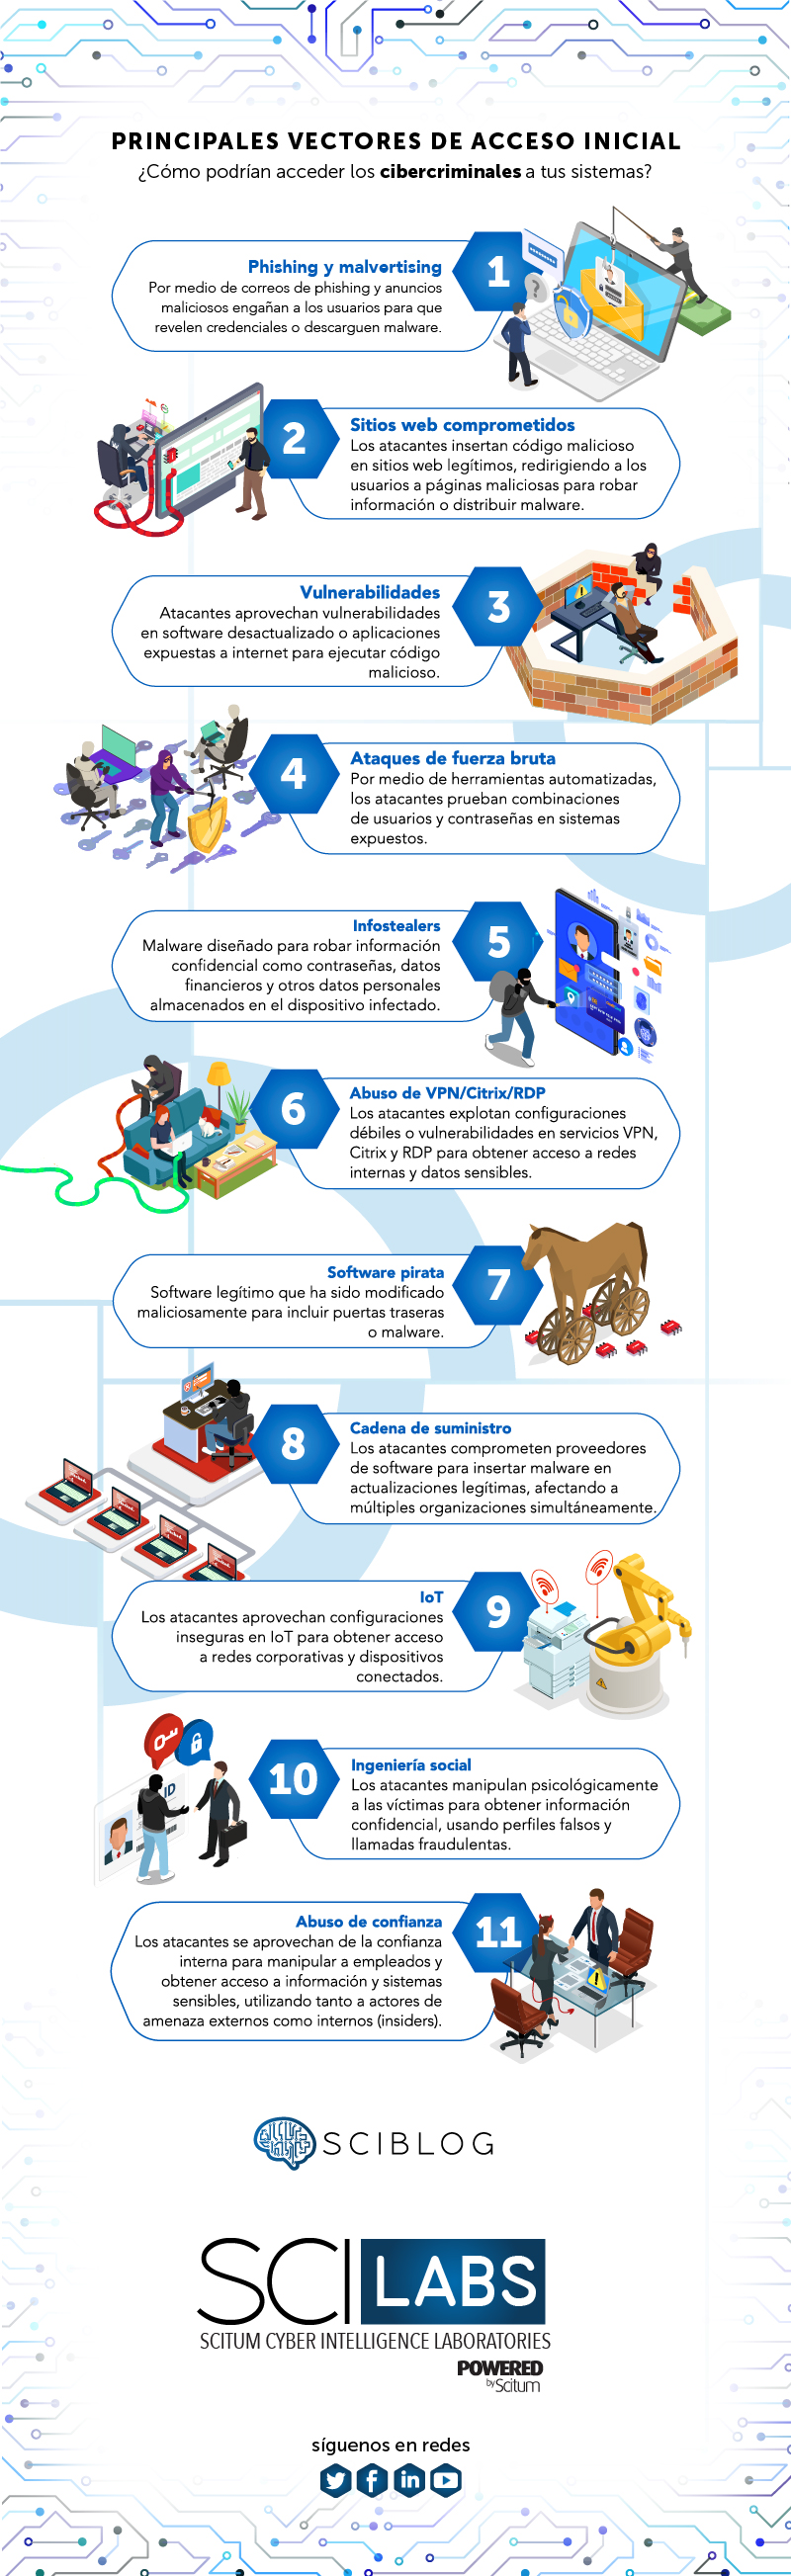 PRINCIPALES VECTORES DE ACCESO INICIAL
¿Cómo podrían acceder los cibercriminales a tus sistemas?
1
Phishing y malvertising
Por medio de correos de phishing y anuncios
maliciosos engañan a los usuarios para que
revelen credenciales o descarguen malware.
2
Sitios web comprometidos
Los atacantes insertan código malicioso
en sitios web legítimos, redirigiendo a los
usuarios a páginas maliciosas para robar
información o distribuir malware.
3
Vulnerabilidades
Atacantes aprovechan vulnerabilidades
en software desactualizado o aplicaciones
expuestas a internet para ejecutar código
malicioso.
4
Ataques de fuerza bruta
Por medio de herramientas automatizadas,
los atacantes prueban combinaciones
de usuarios y contraseñas en sistemas
expuestos.
5
Infostealers
Malware diseñado para robar información
confidencial como contraseñas, datos
financieros y otros datos personales
almacenados en el dispositivo infectado.
6
Abuso de VPN/Citrix/RDP
Los atacantes explotan configuraciones
débiles o vulnerabilidades en servicios VPN,
Citrix y RDP para obtener acceso a redes
internas y datos sensibles.
7
Software pirata
Software legítimo que ha sido modificado
maliciosamente para incluir puertas traseras
o malware.
8
Cadena de suministro
Los atacantes comprometen proveedores
de software para insertar malware en
actualizaciones legítimas, afectando a
múltiples organizaciones simultáneamente.
9
IoT
Los atacantes aprovechan configuraciones
inseguras en IoT para obtener acceso
a redes corporativas y dispositivos
conectados.
10
ID
Ingeniería social
Los atacantes manipulan psicológicamente
a las víctimas para obtener información
confidencial, usando perfiles falsos y
llamadas fraudulentas.
11
Abuso de confianza
Los atacantes se aprovechan de la confianza
interna para manipular a empleados y
obtener acceso a información y sistemas
sensibles, utilizando tanto a actores de
amenaza externos como internos (insiders).
SCIBLOG
SCILABS
SCITUM CYBER INTELLIGENCE LABORATORIES
POWERED
by Scitum
síguenos en redes